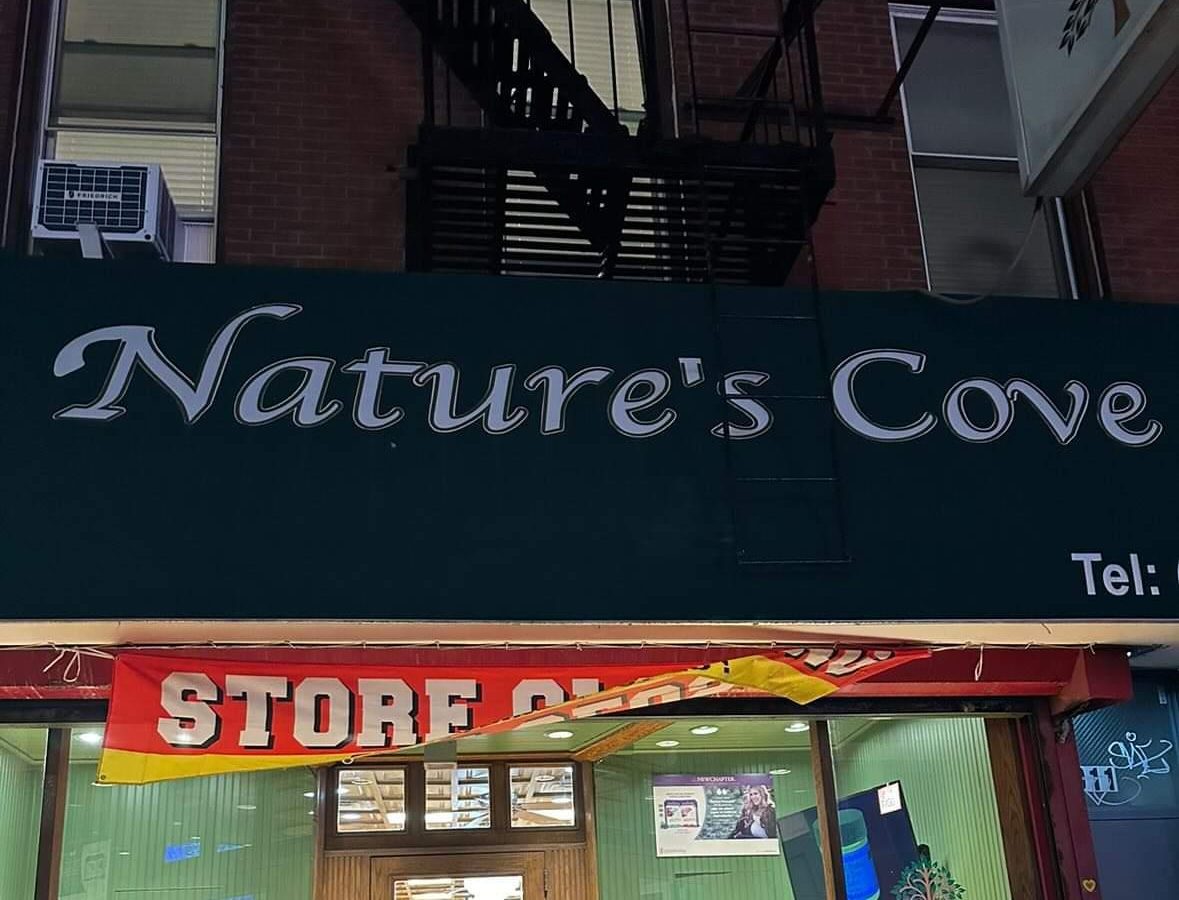 FRIEDRICH
Nature's Cove
Tel:
STORE
NEWCHAPTER